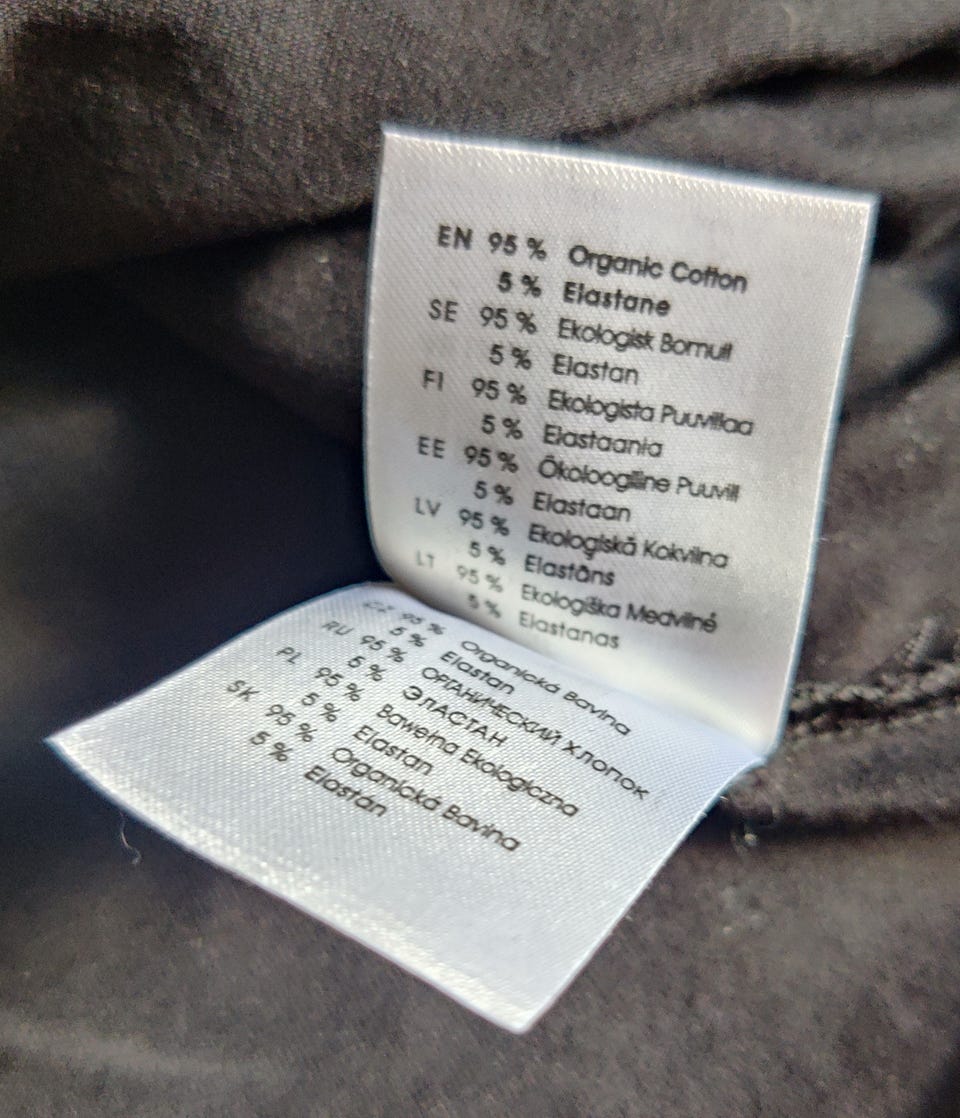 EN 95 % Organic Cotton
5 % Elastane
SE 95 % Ekologisk Bomull
5 % Elastan
FI 95 % Ekologista Puuvillaa
5 % Elastaania
EE 95 % Ökoloogiline Puuvill
5 % Elastaan
LV 95 % Ekoloģiskā Kokvilna
5 % Elastāns
LT 95 % Ekologiška Medvilnė
5 % Elastanas
CZ 95 % Organická Bavlna
5 % Elastan
RU 95 % ОРГАНИЧЕСКИЙ ХЛОПОК
5 % ЭЛАСТАН
PL 95 % Bawełna Ekologiczna
5 % Elastan
SK 95 % Organická Bavlna
5 % Elastan